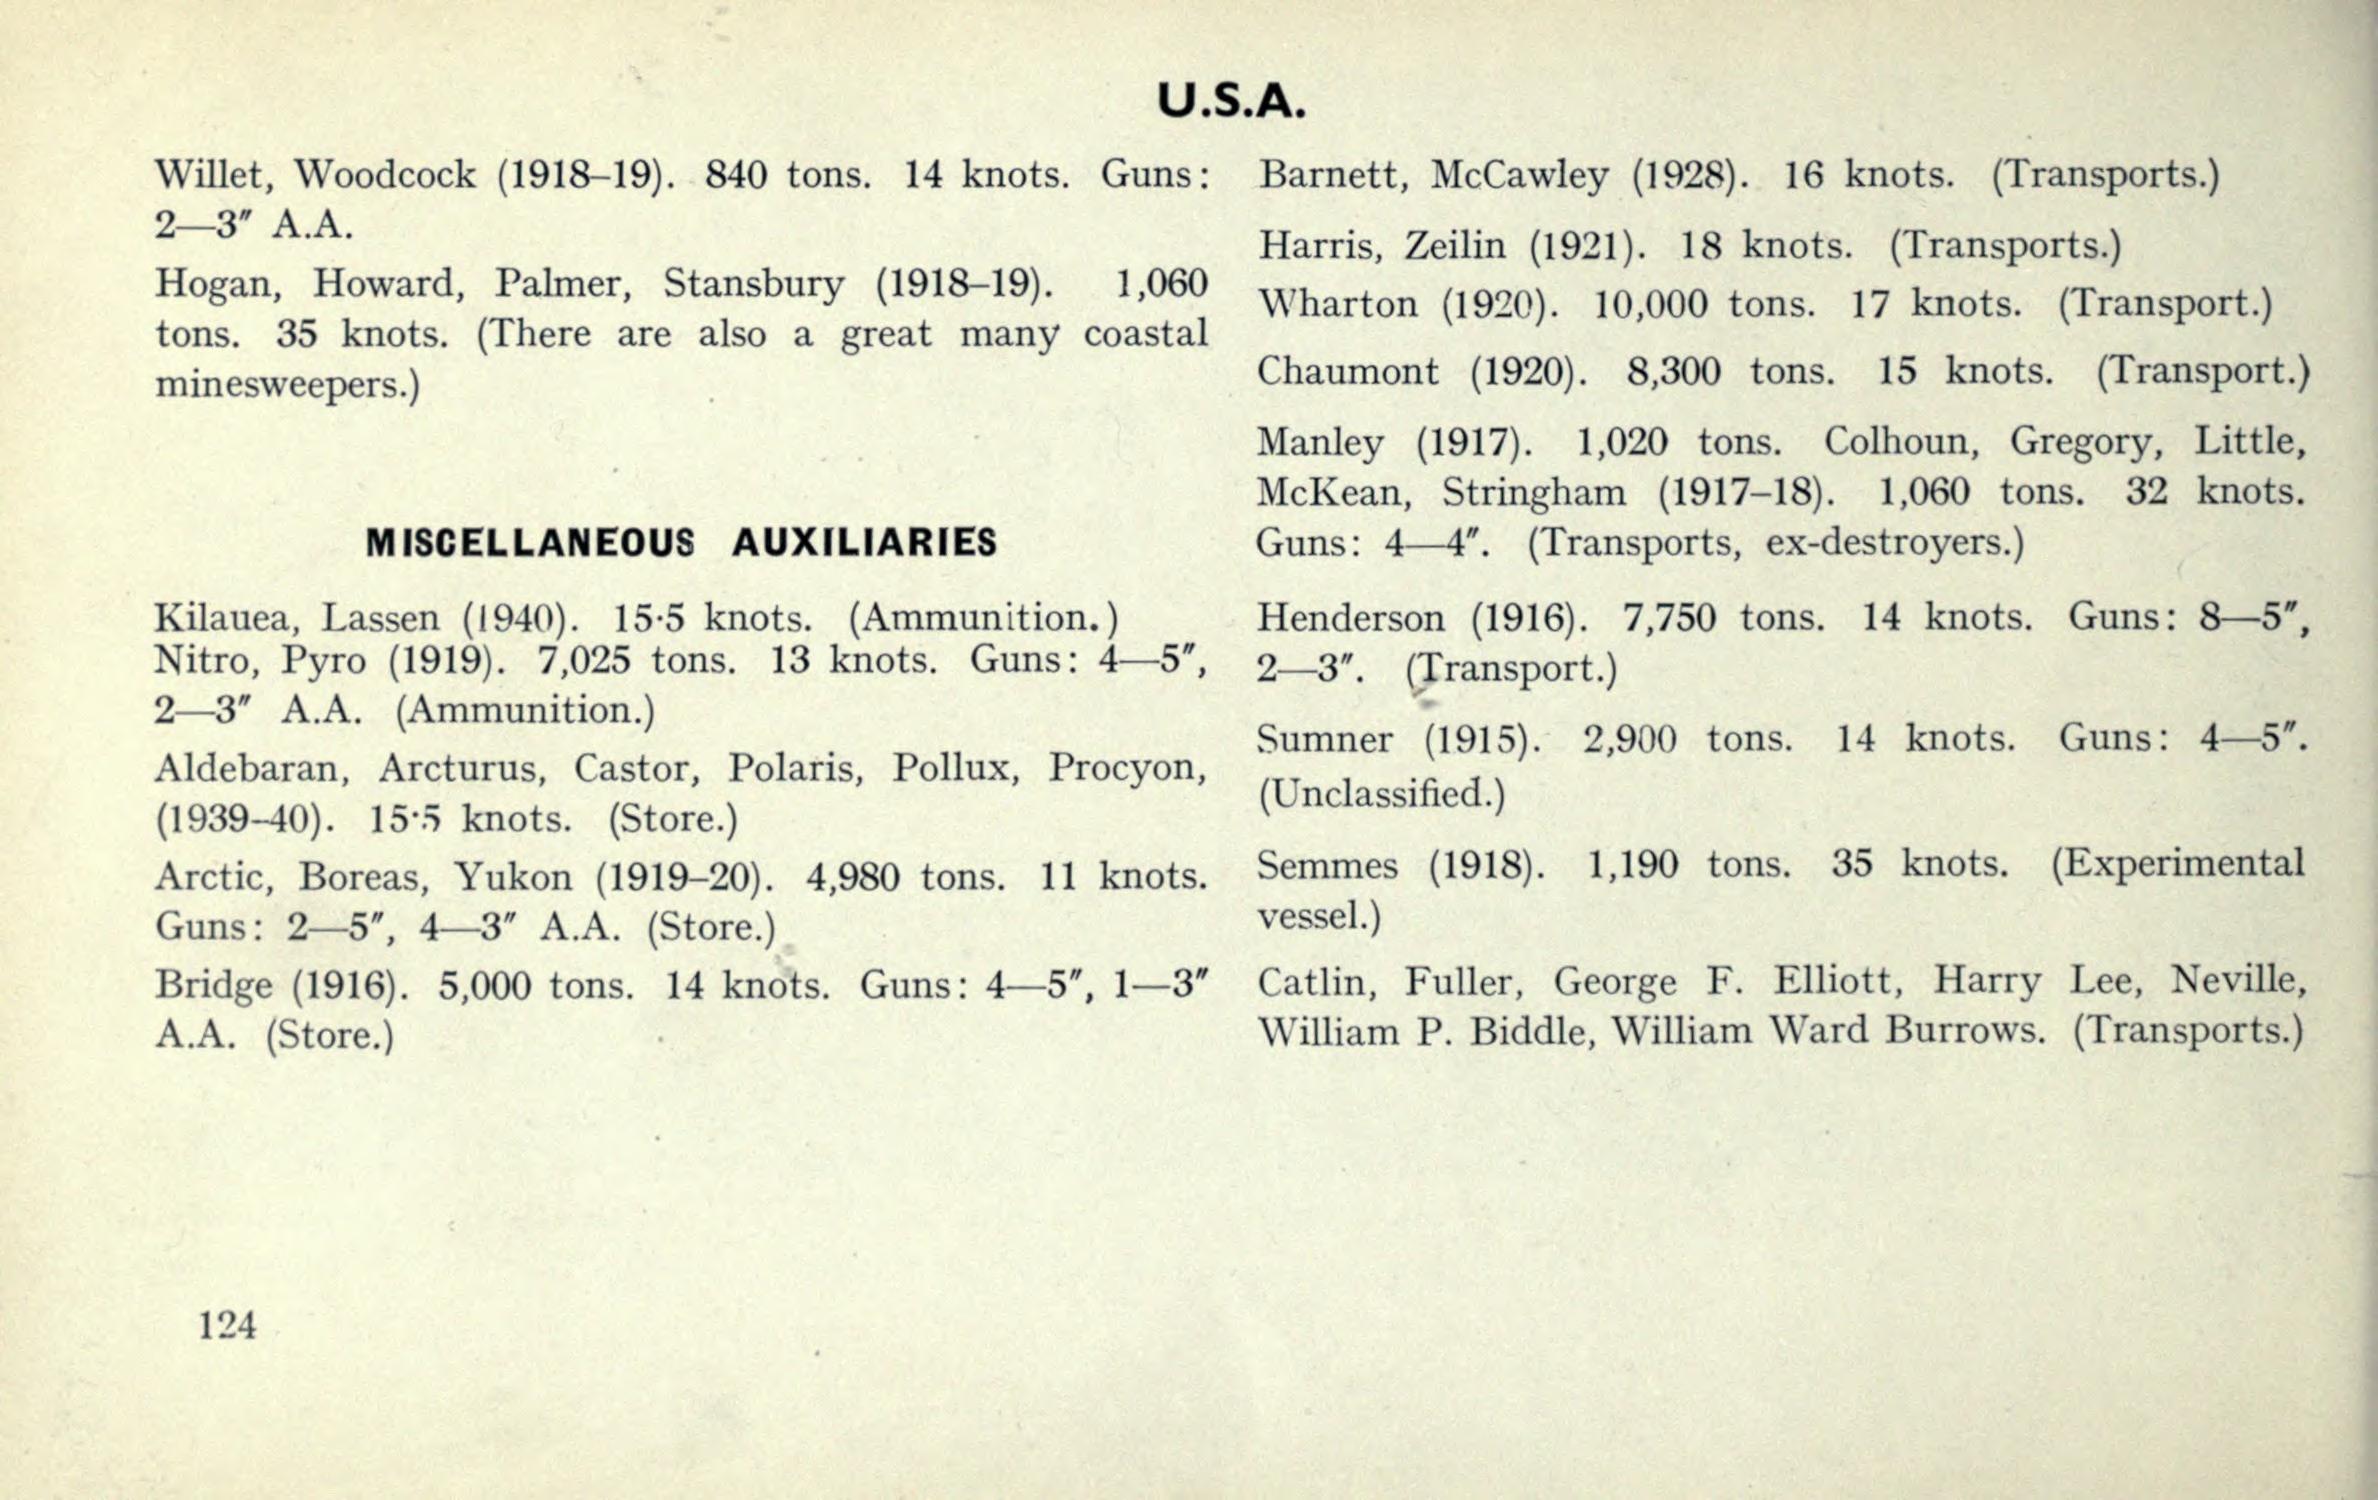 U.S.A.
Willet, Woodcock (1918–19). 840 tons. 14 knots. Guns:
2—3″ A.A.
Hogan, Howard, Palmer, Stansbury (1918–19). 1,060
tons. 35 knots. (There are also a great many coastal
minesweepers.)
MISCELLANEOUS AUXILIARIES
Kilauea, Lassen (1940). 15·5 knots. (Ammunition.)
Nitro, Pyro (1919). 7,025 tons. 13 knots. Guns: 4—5″,
2—3″ A.A. (Ammunition.)
Aldebaran, Arcturus, Castor, Polaris, Pollux, Procyon,
(1939–40). 15·5 knots. (Store.)
Arctic, Boreas, Yukon (1919–20). 4,980 tons. 11 knots.
Guns: 2—5″, 4—3″ A.A. (Store.)
Bridge (1916). 5,000 tons. 14 knots. Guns: 4—5″, 1—3″
A.A. (Store.)
Barnett, McCawley (1928). 16 knots. (Transports.)
Harris, Zeilin (1921). 18 knots. (Transports.)
Wharton (1920). 10,000 tons. 17 knots. (Transport.)
Chaumont (1920). 8,300 tons. 15 knots. (Transport.)
Manley (1917). 1,020 tons. Colhoun, Gregory, Little,
McKean, Stringham (1917–18). 1,060 tons. 32 knots.
Guns: 4—4″. (Transports, ex-destroyers.)
Henderson (1916). 7,750 tons. 14 knots. Guns: 8—5″,
2—3″. (Transport.)
Sumner (1915). 2,900 tons. 14 knots. Guns: 4—5″.
(Unclassified.)
Semmes (1918). 1,190 tons. 35 knots. (Experimental
vessel.)
Catlin, Fuller, George F. Elliott, Harry Lee, Neville,
William P. Biddle, William Ward Burrows. (Transports.)
124